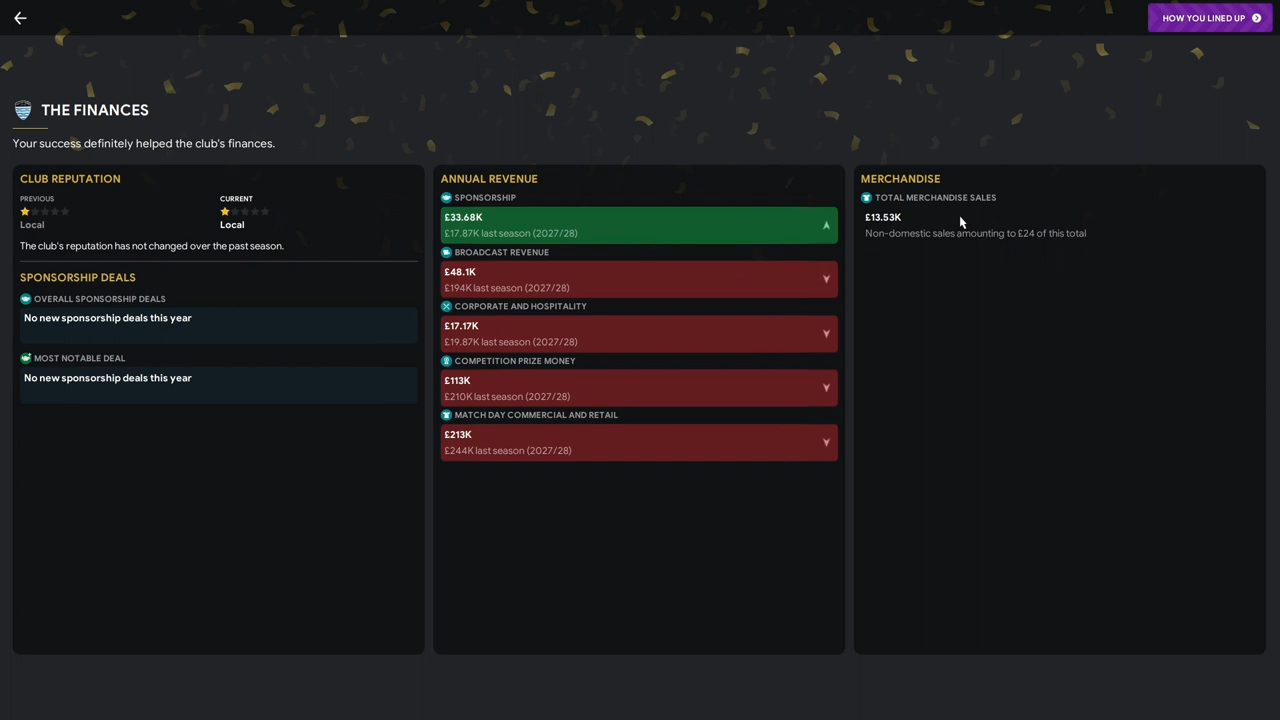 HOW YOU LINED UP
THE FINANCES
Your success definitely helped the club's finances.
CLUB REPUTATION
PREVIOUS
CURRENT
Local
Local
The club's reputation has not changed over the past season.
SPONSORSHIP DEALS
OVERALL SPONSORSHIP DEALS
No new sponsorship deals this year
MOST NOTABLE DEAL
No new sponsorship deals this year
ANNUAL REVENUE
SPONSORSHIP
£33.68K
£17.87K last season (2027/28)
BROADCAST REVENUE
£48.1K
£194K last season (2027/28)
CORPORATE AND HOSPITALITY
£17.17K
£19.87K last season (2027/28)
COMPETITION PRIZE MONEY
£113K
£210K last season (2027/28)
MATCH DAY COMMERCIAL AND RETAIL
£213K
£244K last season (2027/28)
MERCHANDISE
TOTAL MERCHANDISE SALES
£13.53K
Non-domestic sales amounting to £24 of this total